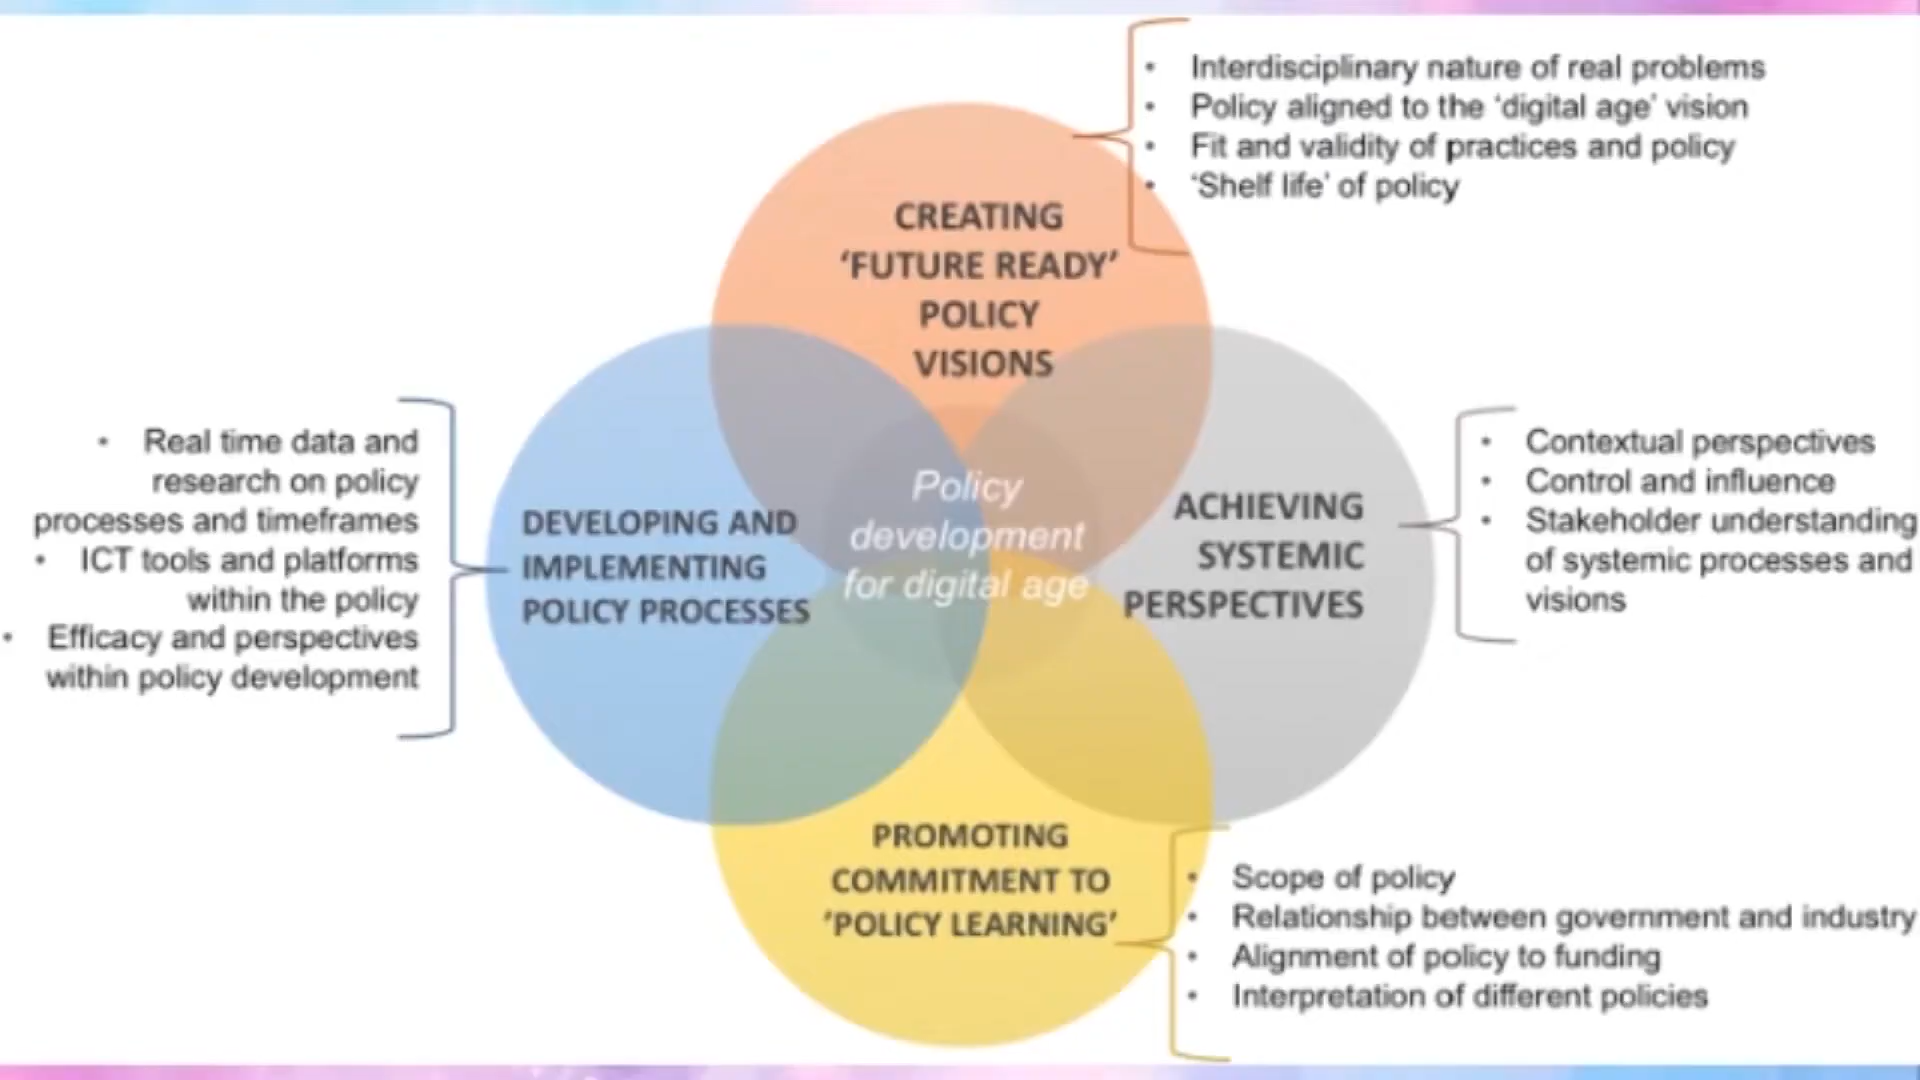 • Interdisciplinary nature of real problems
• Policy aligned to the ‘digital age’ vision
• Fit and validity of practices and policy
• ‘Shelf life’ of policy
CREATING
‘FUTURE READY’
POLICY
VISIONS
• Real time data and
research on policy
processes and timeframes
• ICT tools and platforms
within the policy
• Efficacy and perspectives
within policy development
DEVELOPING AND
IMPLEMENTING
POLICY PROCESSES
Policy
development
for digital age
ACHIEVING
SYSTEMIC
PERSPECTIVES
• Contextual perspectives
• Control and influence
• Stakeholder understanding
of systemic processes and
visions
PROMOTING
COMMITMENT TO
’POLICY LEARNING’
• Scope of policy
• Relationship between government and industry
• Alignment of policy to funding
• Interpretation of different policies